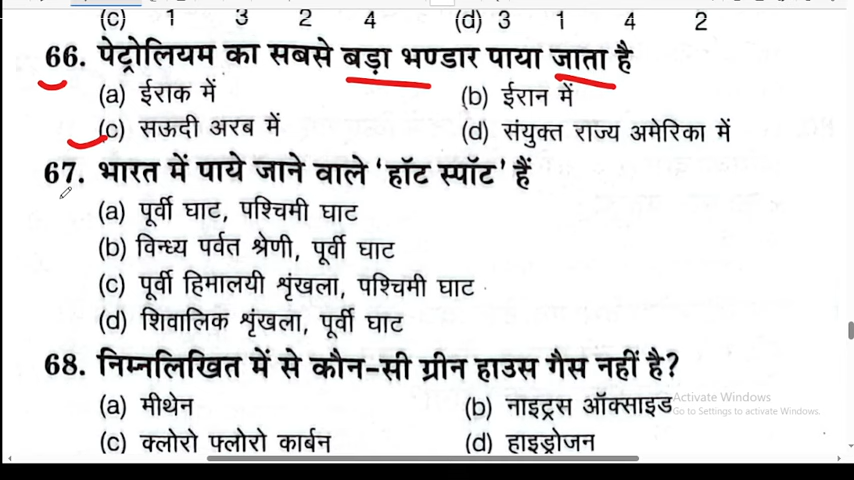 (c) 1 3 2 4 (d) 3 1 4 2
66. पेट्रोलियम का सबसे बड़ा भण्डार पाया जाता है
(a) ईराक में (b) ईरान में
(c) सऊदी अरब में (d) संयुक्त राज्य अमेरिका में
67. भारत में पाये जाने वाले 'हॉट स्पॉट' हैं
(a) पूर्वी घाट, पश्चिमी घाट
(b) विन्ध्य पर्वत श्रेणी, पूर्वी घाट
(c) पूर्वी हिमालयी शृंखला, पश्चिमी घाट
(d) शिवालिक शृंखला, पूर्वी घाट
68. निम्नलिखित में से कौन-सी ग्रीन हाउस गैस नहीं है?
(a) मीथेन (b) नाइट्रस ऑक्साइड
(c) क्लोरो फ्लोरो कार्बन (d) हाइड्रोजन
Activate Windows
Go to Settings to activate Windows.